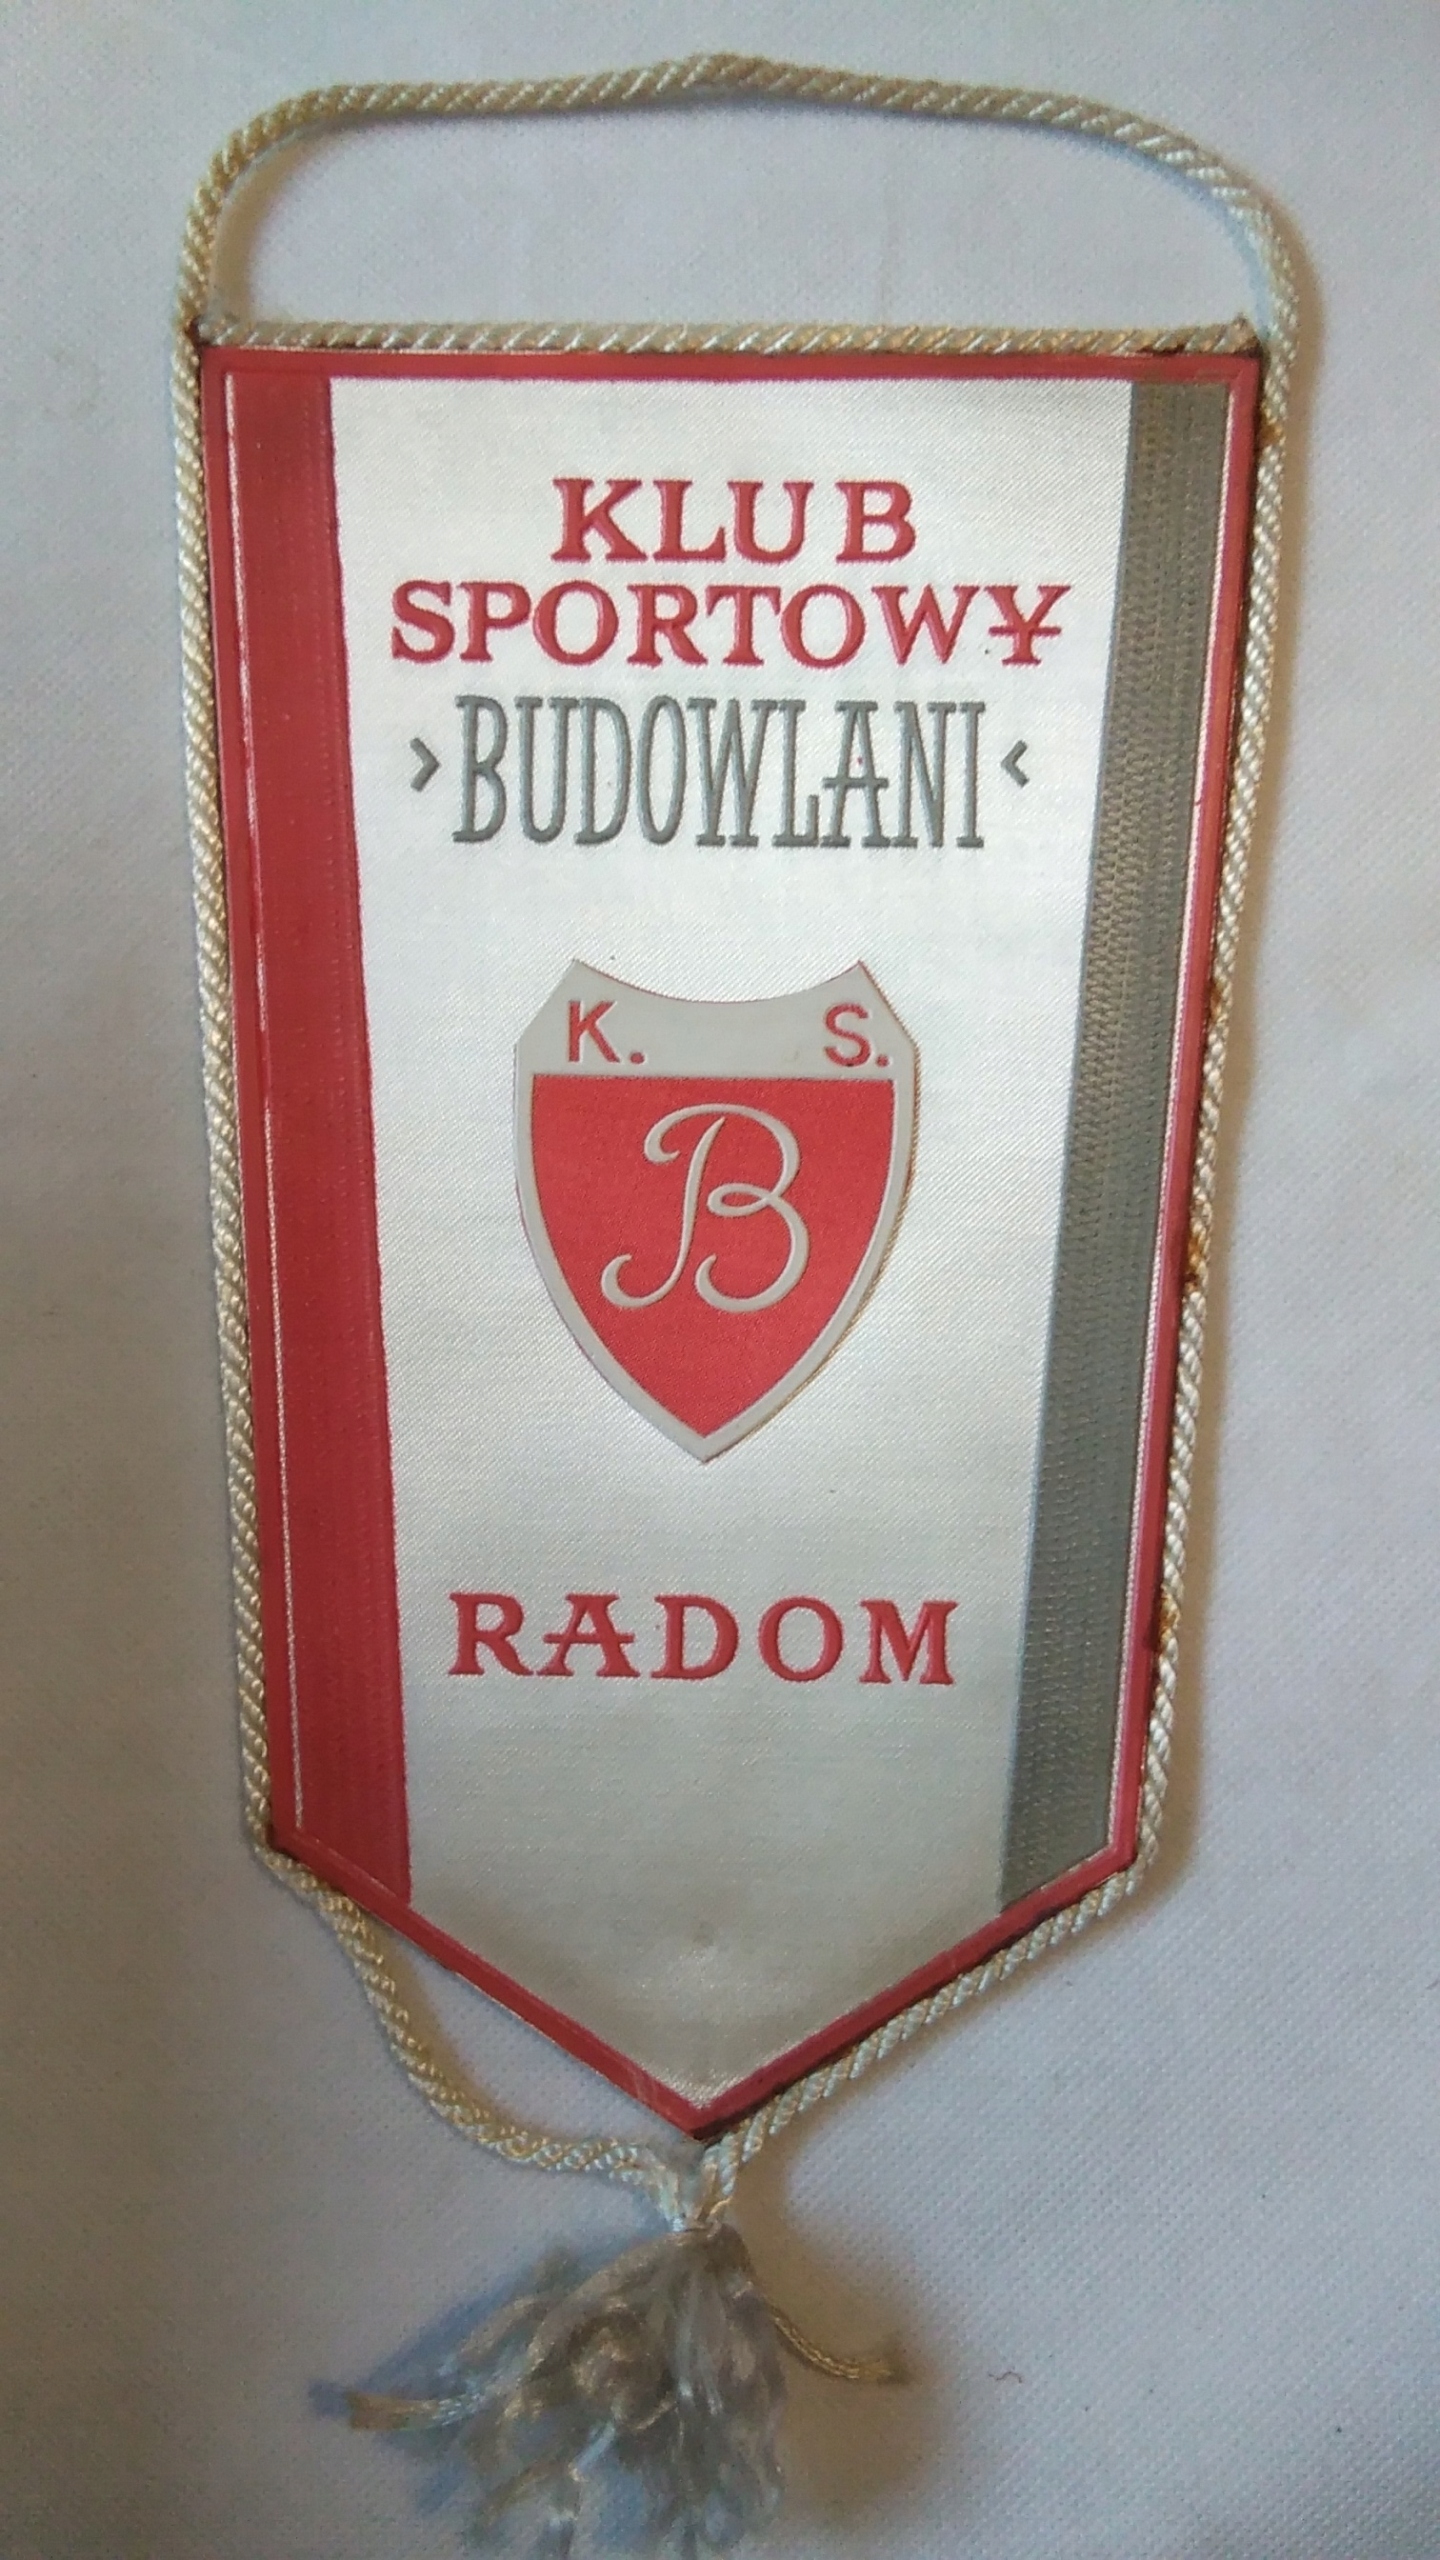 KLUB
SPORTOWY
›BUDOWLANI‹
K. S.
B
RADOM